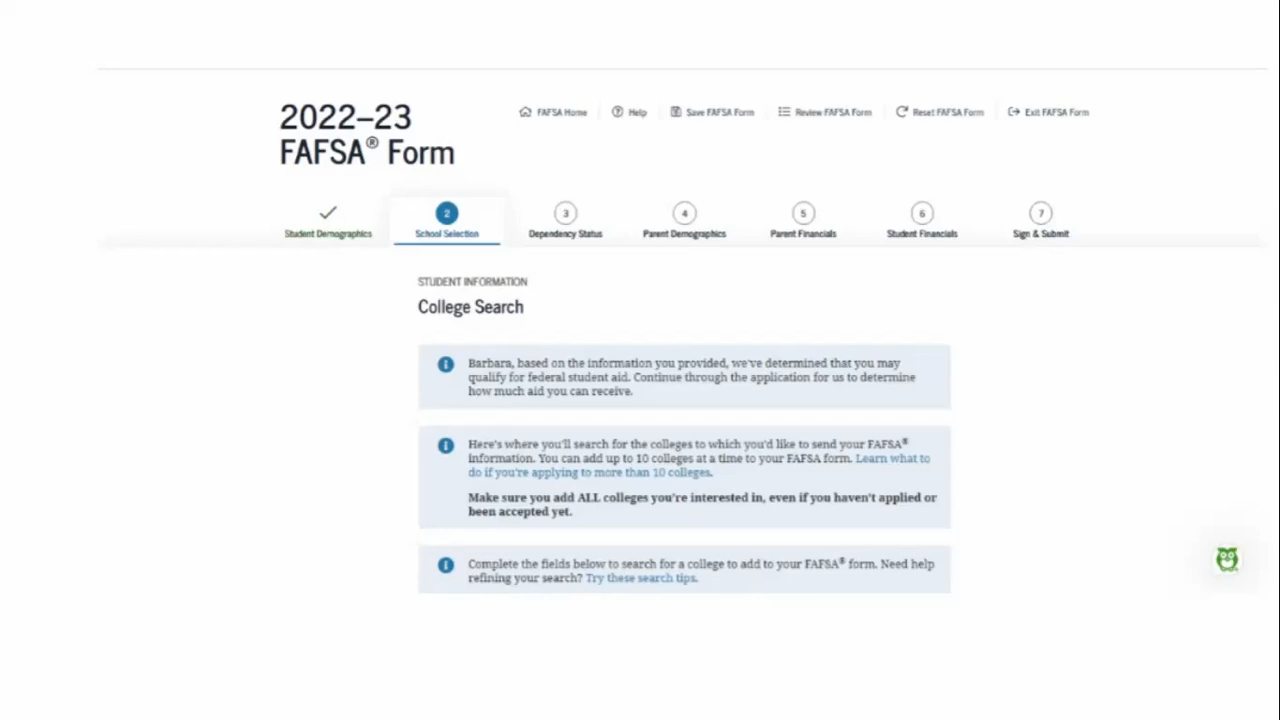 2022–23
FAFSA® Form
FAFSA Home
Help
Save FAFSA Form
Review FAFSA Form
Reset FAFSA Form
Exit FAFSA Form
Student Demographics
2
School Selection
3
Dependency Status
4
Parent Demographics
5
Parent Financials
6
Student Financials
7
Sign & Submit
STUDENT INFORMATION
College Search
Barbara, based on the information you provided, we've determined that you may
qualify for federal student aid. Continue through the application for us to determine
how much aid you can receive.
Here's where you'll search for the colleges to which you'd like to send your FAFSA®
information. You can add up to 10 colleges at a time to your FAFSA form. Learn what to
do if you're applying to more than 10 colleges.
Make sure you add ALL colleges you're interested in, even if you haven't applied or
been accepted yet.
Complete the fields below to search for a college to add to your FAFSA® form. Need help
refining your search? Try these search tips.